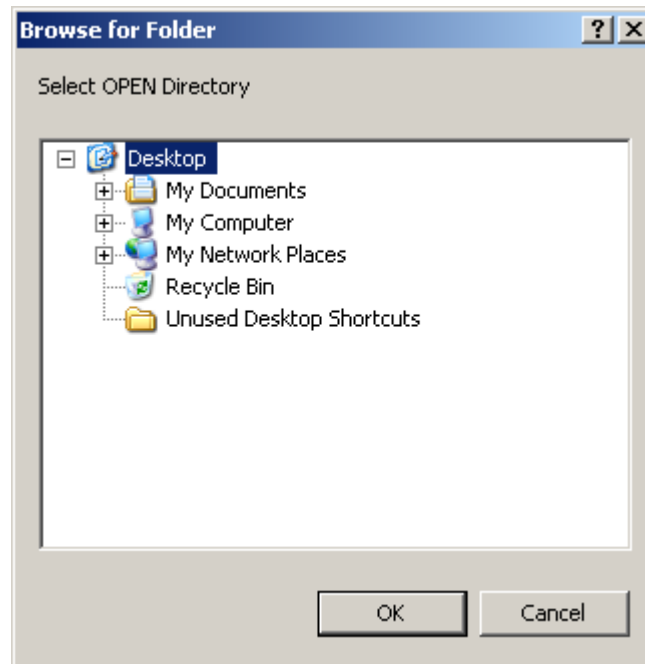 Browse for Folder
Select OPEN Directory
Desktop
My Documents
My Computer
My Network Places
Recycle Bin
Unused Desktop Shortcuts
OK Cancel